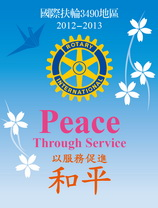 國際扶輪3490地區
2012-2013
ROTARY
INTERNATIONAL
Peace
Through Service
以服務促進
和平